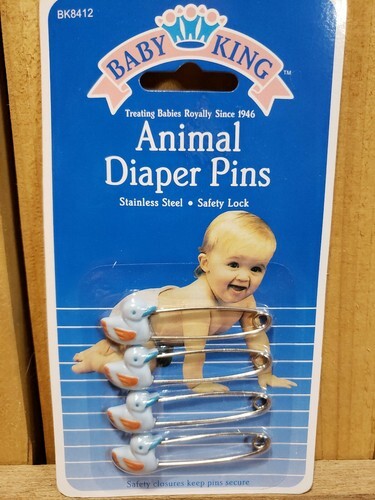 BK8412
BABY KING
TM
Treating Babies Royally Since 1946
Animal
Diaper Pins
Stainless Steel • Safety Lock
Safety closures keep pins secure